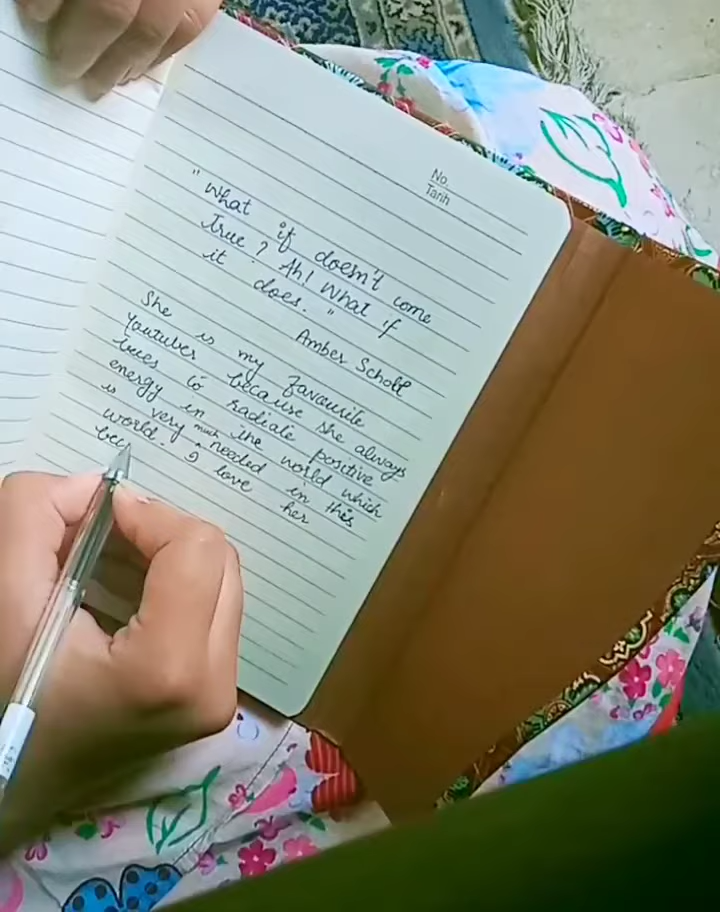 No.
Tarih
"What if doesn't come
True? Ah! What if
it does."
Amber Scholl
She is my favourite
Youtuber because she always
tries to radiate positive
energy in the world which
is very much needed in this
world. I love her
bec